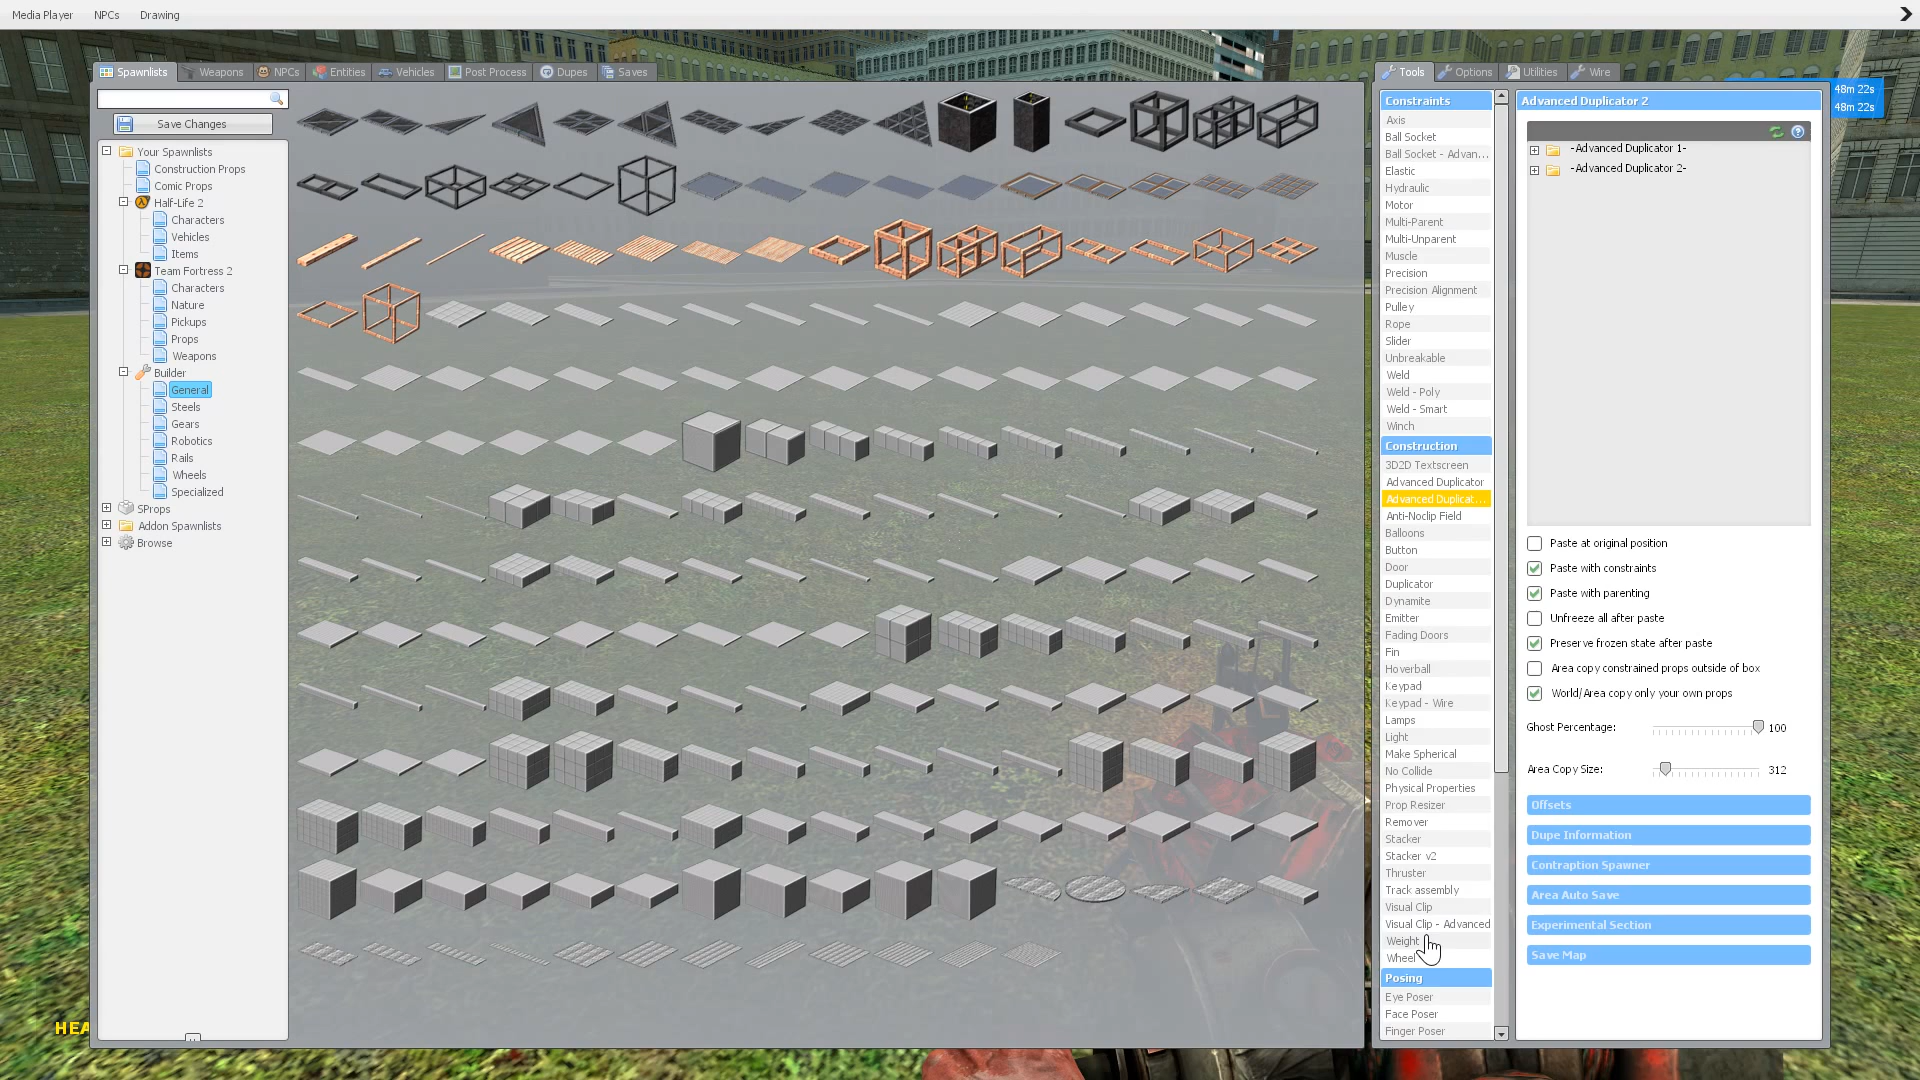 Media Player
NPCs
Drawing
Spawnlists
Weapons
NPCs
Entities
Vehicles
Post Process
Dupes
Saves
Save Changes
Your Spawnlists
Construction Props
Comic Props
Half-Life 2
Characters
Vehicles
Items
Team Fortress 2
Characters
Nature
Pickups
Props
Weapons
Builder
General
Steels
Gears
Robotics
Rails
Wheels
Specialized
SProps
Addon Spawnlists
Browse
HEA
Tools
Options
Utilities
Wire
Constraints
Axis
Ball Socket
Ball Socket - Advan...
Elastic
Hydraulic
Motor
Multi-Parent
Multi-Unparent
Muscle
Precision
Precision Alignment
Pulley
Rope
Slider
Unbreakable
Weld
Weld - Poly
Weld - Smart
Winch
Construction
3D2D Textscreen
Advanced Duplicator
Advanced Duplicat...
Anti-Noclip Field
Balloons
Button
Door
Duplicator
Dynamite
Emitter
Fading Doors
Fin
Hoverball
Keypad
Keypad - Wire
Lamps
Light
Make Spherical
No Collide
Physical Properties
Prop Resizer
Remover
Stacker
Stacker v2
Thruster
Track assembly
Visual Clip
Visual Clip - Advanced
Weight
Wheel
Posing
Eye Poser
Face Poser
Finger Poser
Advanced Duplicator 2
-Advanced Duplicator 1-
-Advanced Duplicator 2-
Paste at original position
Paste with constraints
Paste with parenting
Unfreeze all after paste
Preserve frozen state after paste
Area copy constrained props outside of box
World/Area copy only your own props
Ghost Percentage: 100
Area Copy Size: 312
Offsets
Dupe Information
Contraption Spawner
Area Auto Save
Experimental Section
Save Map
48m 22s
48m 22s